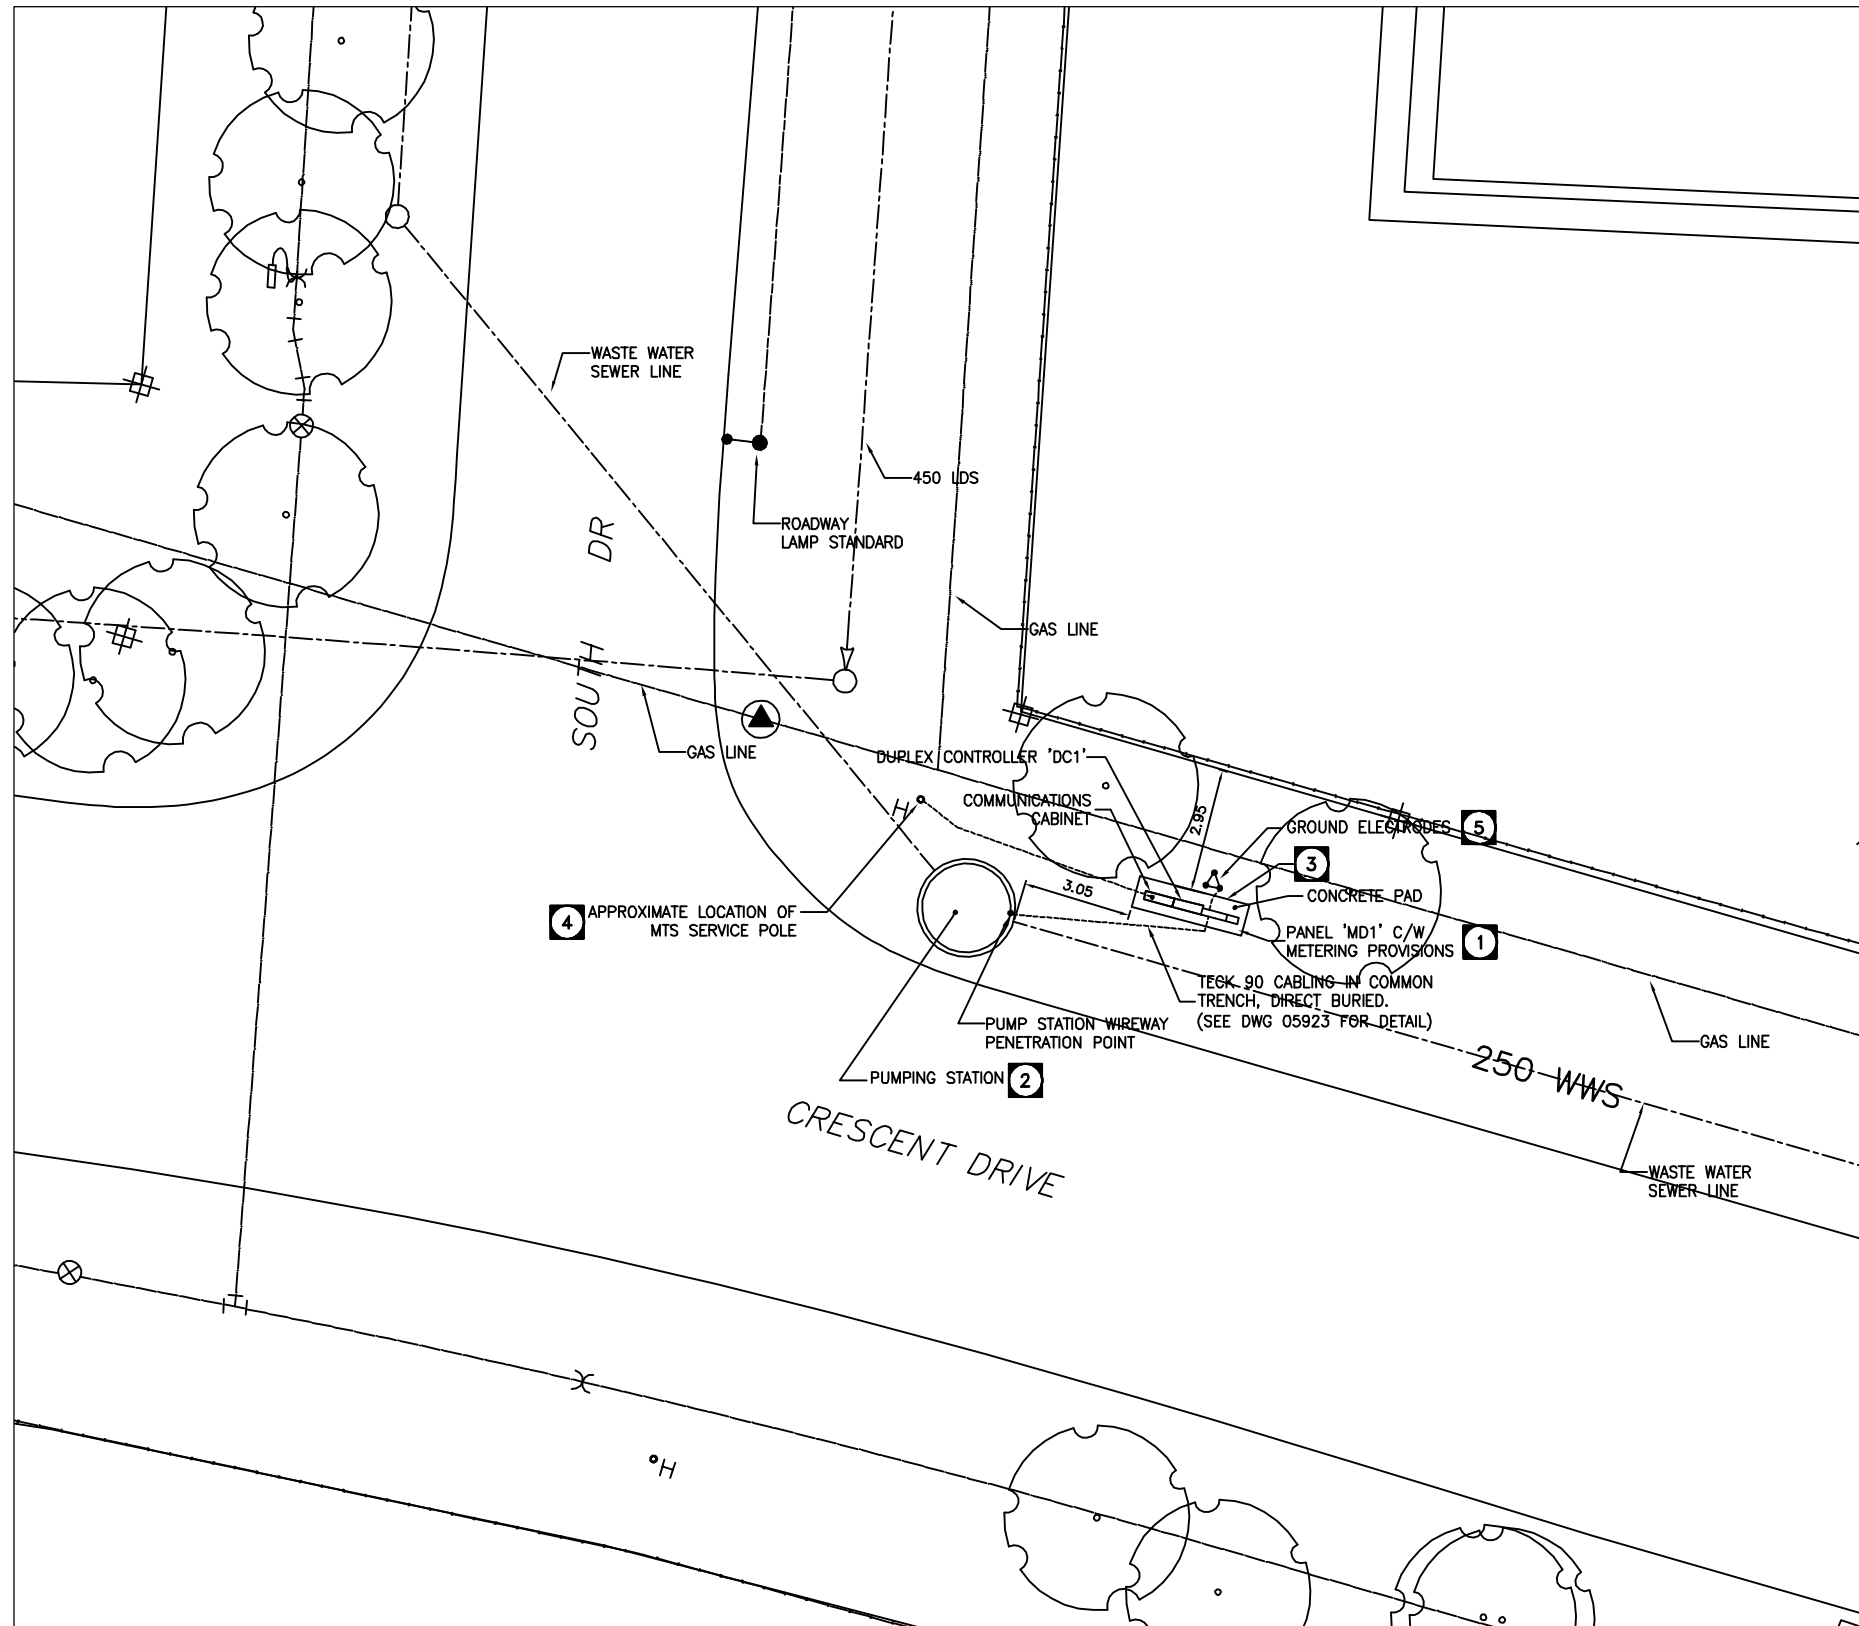 WASTE WATER
SEWER LINE
450 LDS
ROADWAY
LAMP STANDARD
SOUTH DR
GAS LINE
GAS LINE
DUPLEX CONTROLLER 'DC1'
COMMUNICATIONS
CABINET
H
2.95
GROUND ELECTRODES 5
3
3.05
CONCRETE PAD
4 APPROXIMATE LOCATION OF
MTS SERVICE POLE
PANEL 'MD1' C/W
METERING PROVISIONS 1
TECK 90 CABLING IN COMMON
TRENCH, DIRECT BURIED.
(SEE DWG 05923 FOR DETAIL)
PUMP STATION WIREWAY
PENETRATION POINT
GAS LINE
PUMPING STATION 2
250 WWS
CRESCENT DRIVE
WASTE WATER
SEWER LINE
H